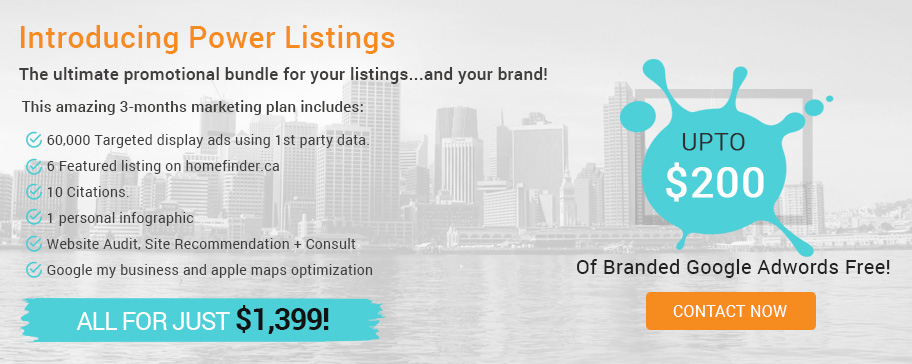 Introducing Power Listings
The ultimate promotional bundle for your listings...and your brand!
This amazing 3-months marketing plan includes:
60,000 Targeted display ads using 1st party data.
6 Featured listing on homefinder.ca
10 Citations.
1 personal infographic
Website Audit, Site Recommendation + Consult
Google my business and apple maps optimization
ALL FOR JUST $1,399!
UPTO
$200
Of Branded Google Adwords Free!
CONTACT NOW